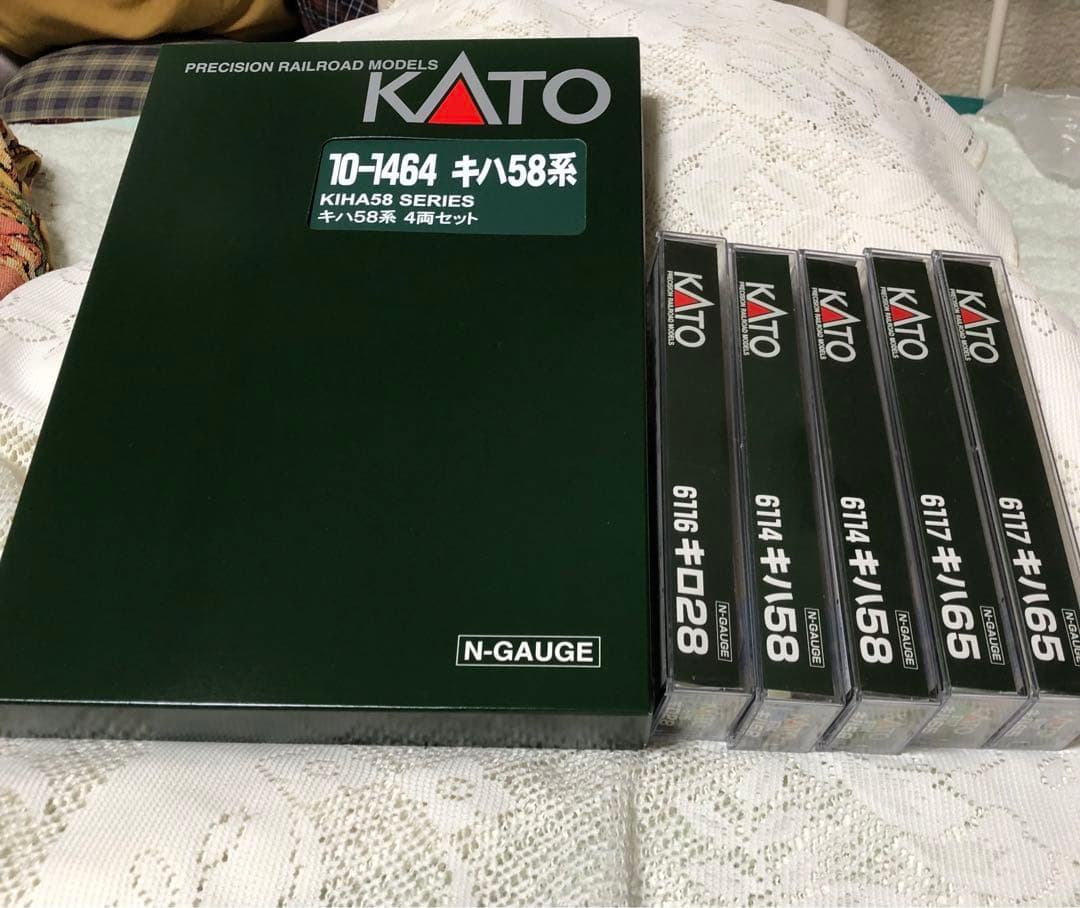 PRECISION RAILROAD MODELS
KATO
10-1464 キハ58系
KIHA58 SERIES
キハ58系 4両セット
N-GAUGE
KATO
PRECISION RAILROAD MODELS
6116 キロ28
N-GAUGE
KATO
PRECISION RAILROAD MODELS
6114 キハ58
N-GAUGE
KATO
PRECISION RAILROAD MODELS
6114 キハ58
N-GAUGE
KATO
PRECISION RAILROAD MODELS
6117 キハ65
N-GAUGE
KATO
PRECISION RAILROAD MODELS
6117 キハ65
N-GAUGE